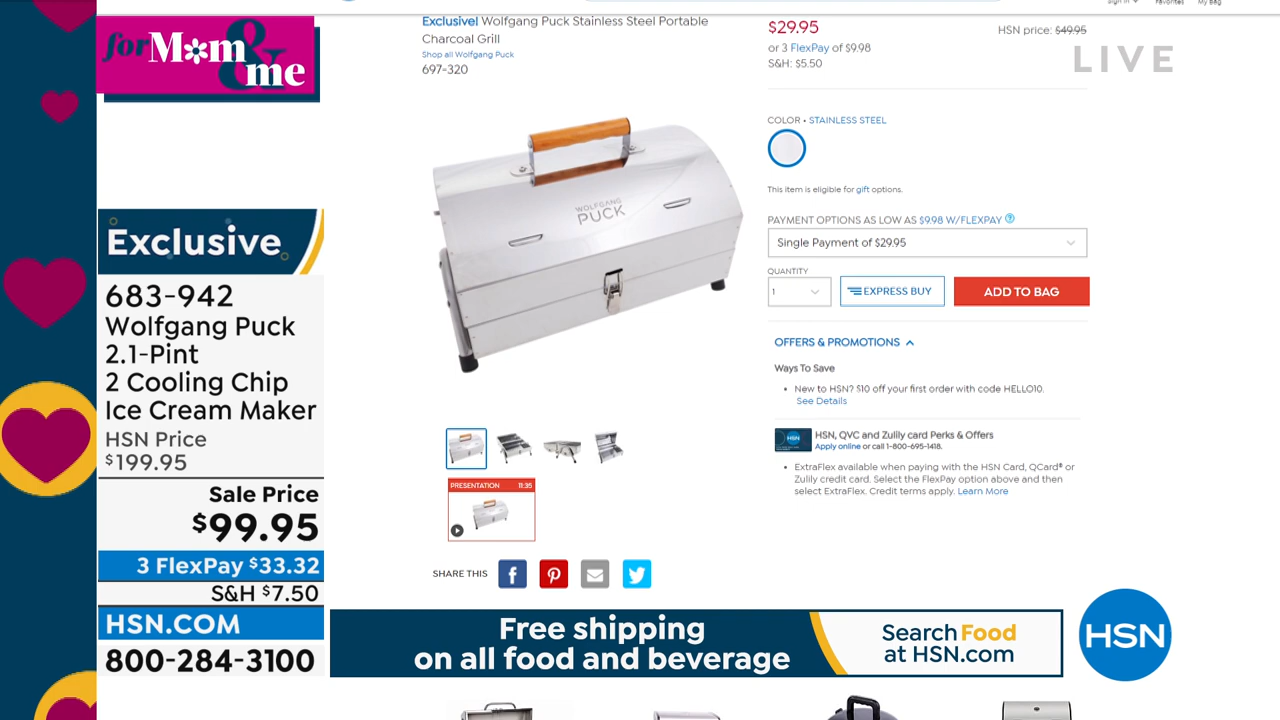 Sign in
Favorites
My Bag
for Mom
& me
Exclusive
683-942
Wolfgang Puck
2.1-Pint
2 Cooling Chip
Ice Cream Maker
HSN Price
$199.95
Sale Price
$99.95
3 FlexPay $33.32
S&H $7.50
HSN.COM
800-284-3100
Exclusive! Wolfgang Puck Stainless Steel Portable
Charcoal Grill
Shop all Wolfgang Puck
697-320
WOLFGANG
PUCK
PRESENTATION 11:35
SHARE THIS
$29.95
HSN price: $49.95
or 3 FlexPay of $9.98
S&H: $5.50
LIVE
COLOR • STAINLESS STEEL
This item is eligible for gift options.
PAYMENT OPTIONS AS LOW AS $9.98 W/FLEXPAY ?
Single Payment of $29.95
QUANTITY
1
EXPRESS BUY
ADD TO BAG
OFFERS & PROMOTIONS
Ways To Save
• New to HSN? $10 off your first order with code HELLO10.
See Details
HSN
HSN, QVC and Zulily card Perks & Offers
Apply online or call 1-800-695-1418.
• ExtraFlex available when paying with the HSN Card, QCard® or
Zulily credit card. Select the FlexPay option above and then
select ExtraFlex. Credit terms apply. Learn More
Free shipping
on all food and beverage
Search Food
at HSN.com
HSN